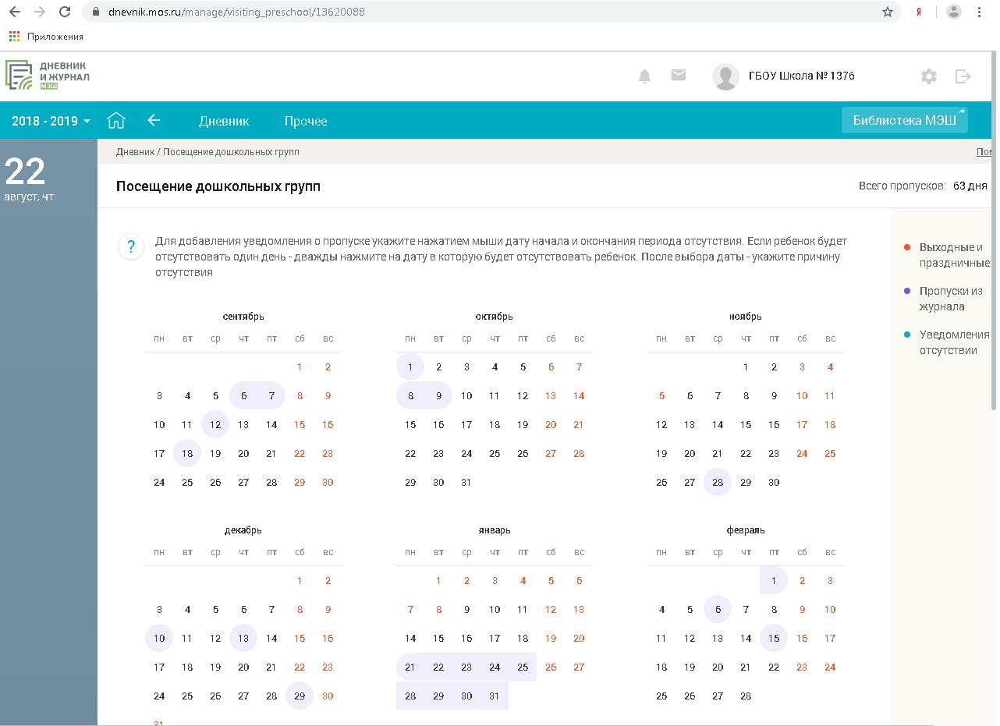 dnevnik.mos.ru/manage/visiting_preschool/13620088
Я
Приложения
ДНЕВНИК
И ЖУРНАЛ
МЭШ
ГБОУ Школа № 1376
2018 - 2019
Дневник
Прочее
Библиотека МЭШ
22
август, чт.
Дневник / Посещение дошкольных групп
Пом
Посещение дошкольных групп
Всего пропусков: 63 дня
?
Для добавления уведомления о пропуске укажите нажатием мыши дату начала и окончания периода отсутствия. Если ребенок будет
отсутствовать один день - дважды нажмите на дату в которую будет отсутствовать ребенок. После выбора даты - укажите причину
отсутствия
Выходные и
праздничные
Пропуски из
журнала
Уведомления
отсутствии
сентябрь
пн вт ср чт пт сб вс
1 2
3 4 5 6 7 8 9
10 11 12 13 14 15 16
17 18 19 20 21 22 23
24 25 26 27 28 29 30
октябрь
пн вт ср чт пт сб вс
1 2 3 4 5 6 7
8 9 10 11 12 13 14
15 16 17 18 19 20 21
22 23 24 25 26 27 28
29 30 31
ноябрь
пн вт ср чт пт сб вс
1 2 3 4
5 6 7 8 9 10 11
12 13 14 15 16 17 18
19 20 21 22 23 24 25
26 27 28 29 30
декабрь
пн вт ср чт пт сб вс
1 2
3 4 5 6 7 8 9
10 11 12 13 14 15 16
17 18 19 20 21 22 23
24 25 26 27 28 29 30
31
январь
пн вт ср чт пт сб вс
1 2 3 4 5 6
7 8 9 10 11 12 13
14 15 16 17 18 19 20
21 22 23 24 25 26 27
28 29 30 31
февраль
пн вт ср чт пт сб вс
1 2 3
4 5 6 7 8 9 10
11 12 13 14 15 16 17
18 19 20 21 22 23 24
25 26 27 28